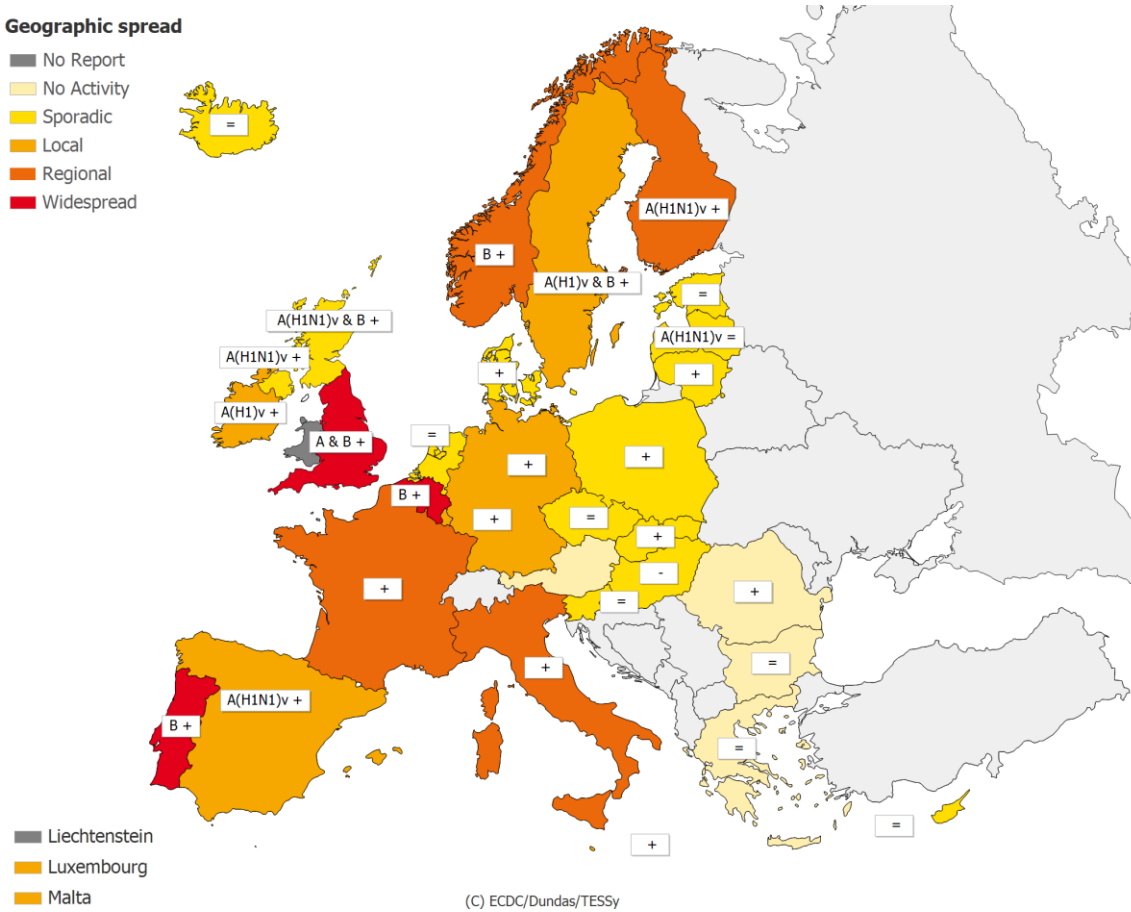 Geographic spread
No Report
No Activity
Sporadic
Local
Regional
Widespread
=
A(H1N1)v +
B +
A(H1)v & B +
=
A(H1N1)v & B +
A(H1N1)v =
A(H1N1)v +
+
+
A(H1)v +
=
A & B +
+
+
B +
+
=
+
-
+
+
=
+
=
A(H1N1)v +
B +
=
=
+
Liechtenstein
Luxembourg
Malta
(C) ECDC/Dundas/TESSy